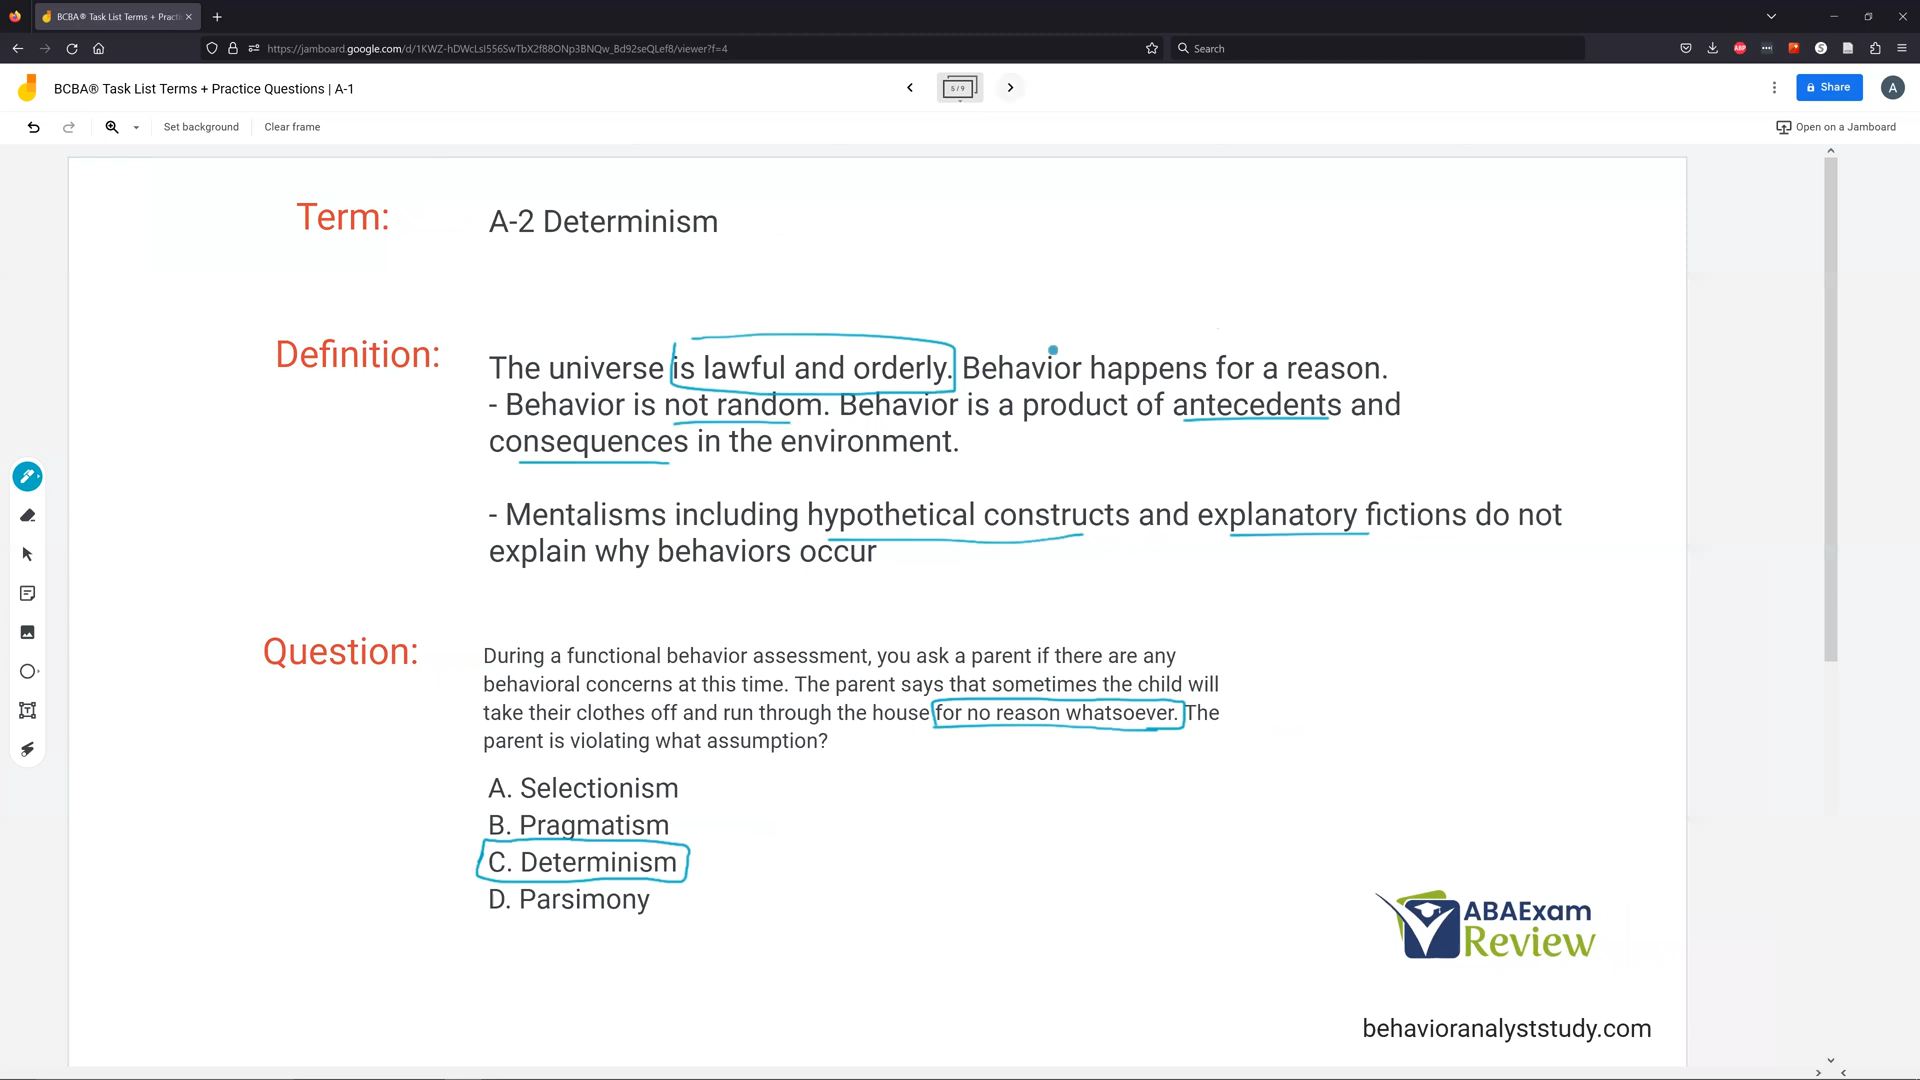 BCBA® Task List Terms + Practi
https://jamboard.google.com/d/1KWZ-hDWcLsI556SwTbX2f88ONp3BNQw_Bd92seQLef8/viewer?f=4
Search
ABP
S
BCBA® Task List Terms + Practice Questions | A-1
5 / 9
Share
A
Set background
Clear frame
Open on a Jamboard
Term:
A-2 Determinism
Definition:
The universe is lawful and orderly. Behavior happens for a reason.
- Behavior is not random. Behavior is a product of antecedents and
consequences in the environment.
- Mentalisms including hypothetical constructs and explanatory fictions do not
explain why behaviors occur
Question:
During a functional behavior assessment, you ask a parent if there are any
behavioral concerns at this time. The parent says that sometimes the child will
take their clothes off and run through the house for no reason whatsoever. The
parent is violating what assumption?
A. Selectionism
B. Pragmatism
C. Determinism
D. Parsimony
ABAExam
Review
behavioranalyststudy.com